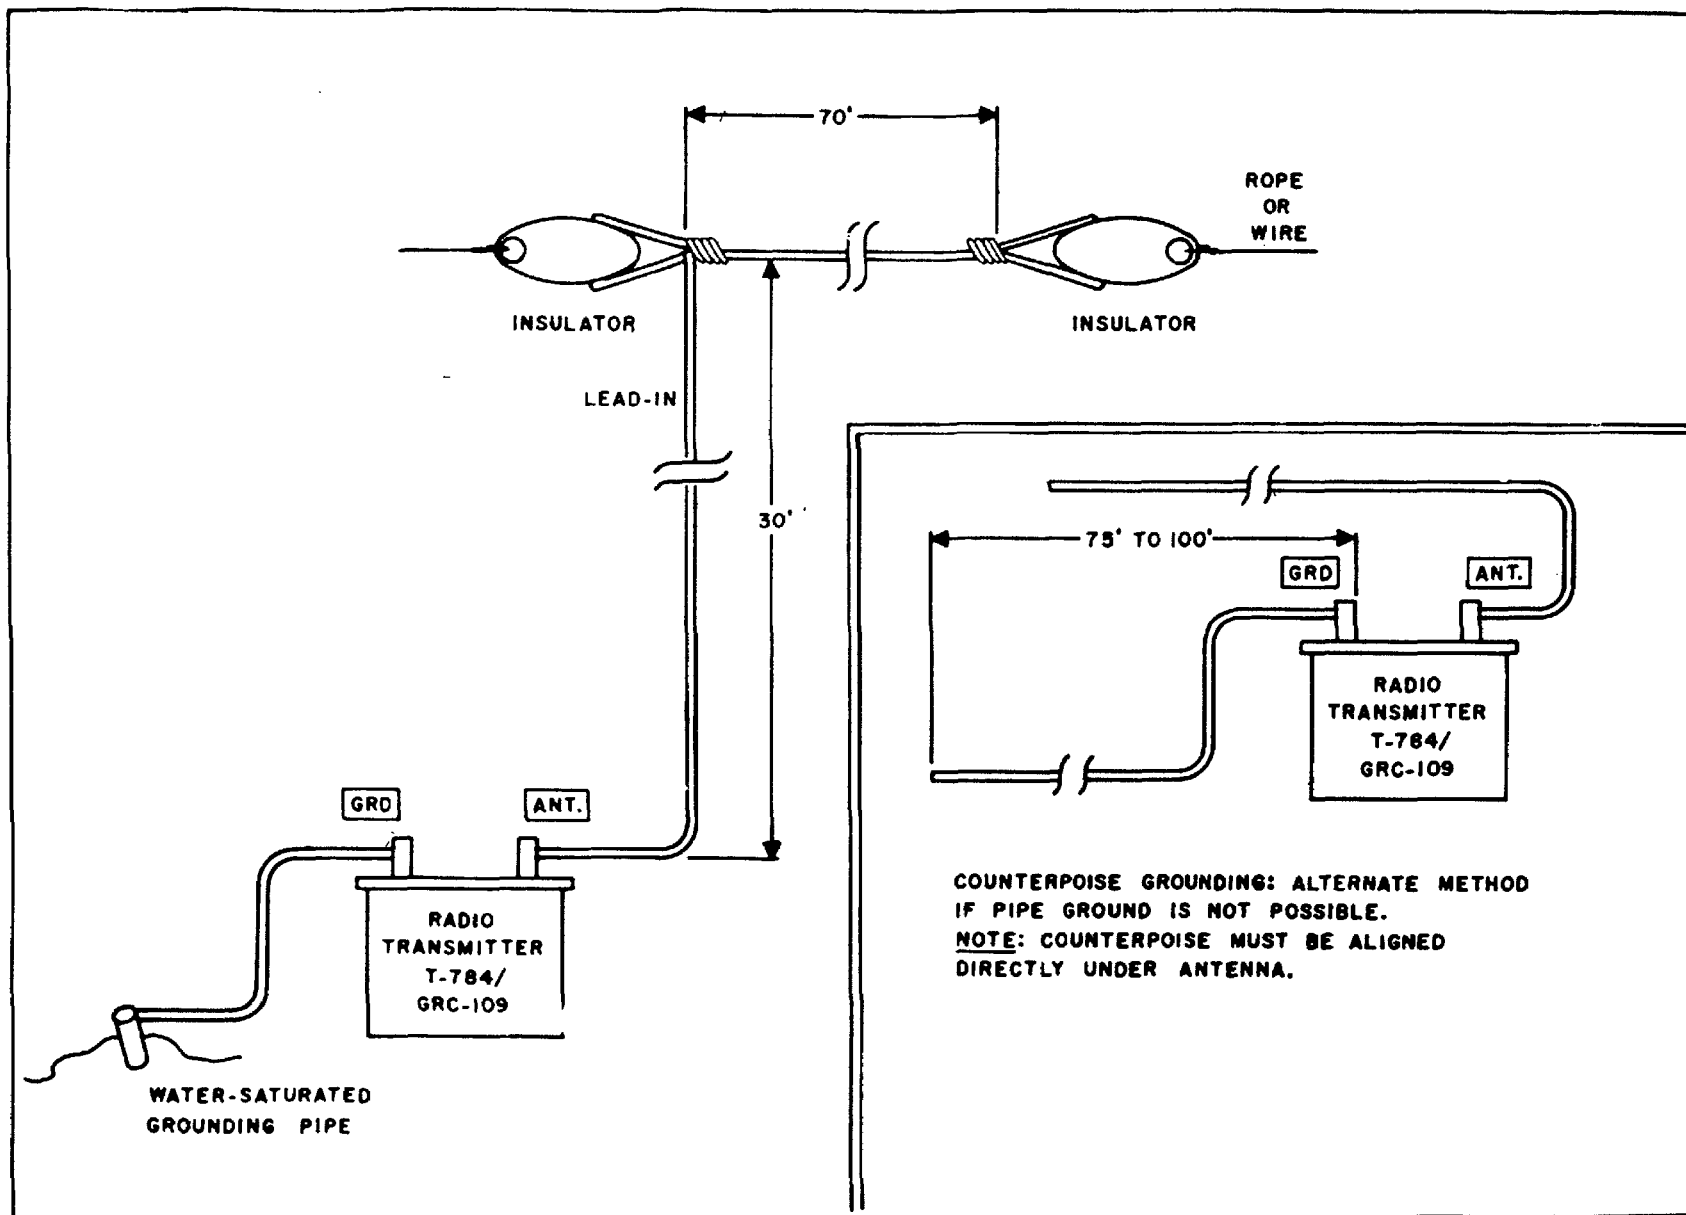 70'
ROPE
OR
WIRE
INSULATOR
INSULATOR
LEAD-IN
30'
GRD
ANT.
RADIO
TRANSMITTER
T-784/
GRC-109
WATER-SATURATED
GROUNDING PIPE
75' TO 100'
GRD
ANT.
RADIO
TRANSMITTER
T-784/
GRC-109
COUNTERPOISE GROUNDING: ALTERNATE METHOD
IF PIPE GROUND IS NOT POSSIBLE.
NOTE: COUNTERPOISE MUST BE ALIGNED
DIRECTLY UNDER ANTENNA.